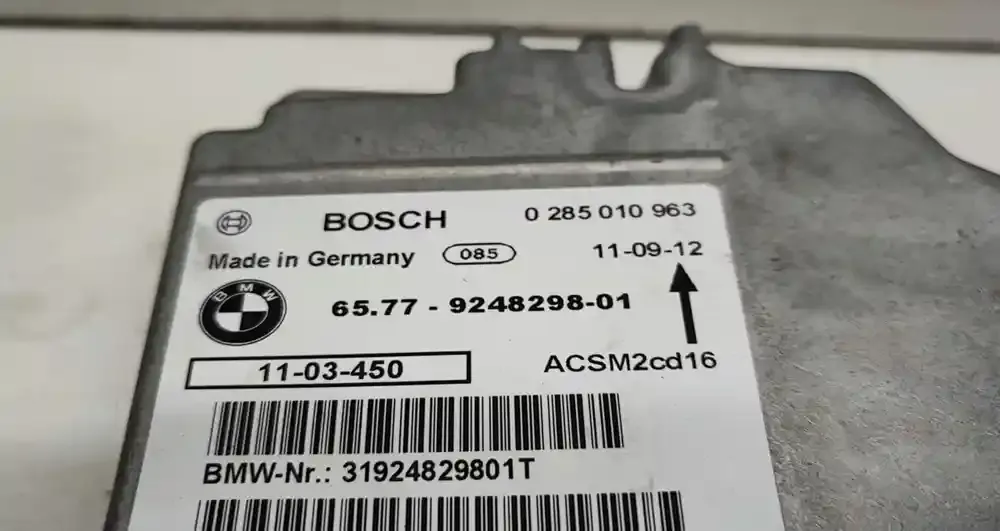 BOSCH 0 285 010 963
Made in Germany 085 11-09-12
BMW 65.77 - 9248298-01
11-03-450 ACSM2cd16
BMW-Nr.: 31924829801T